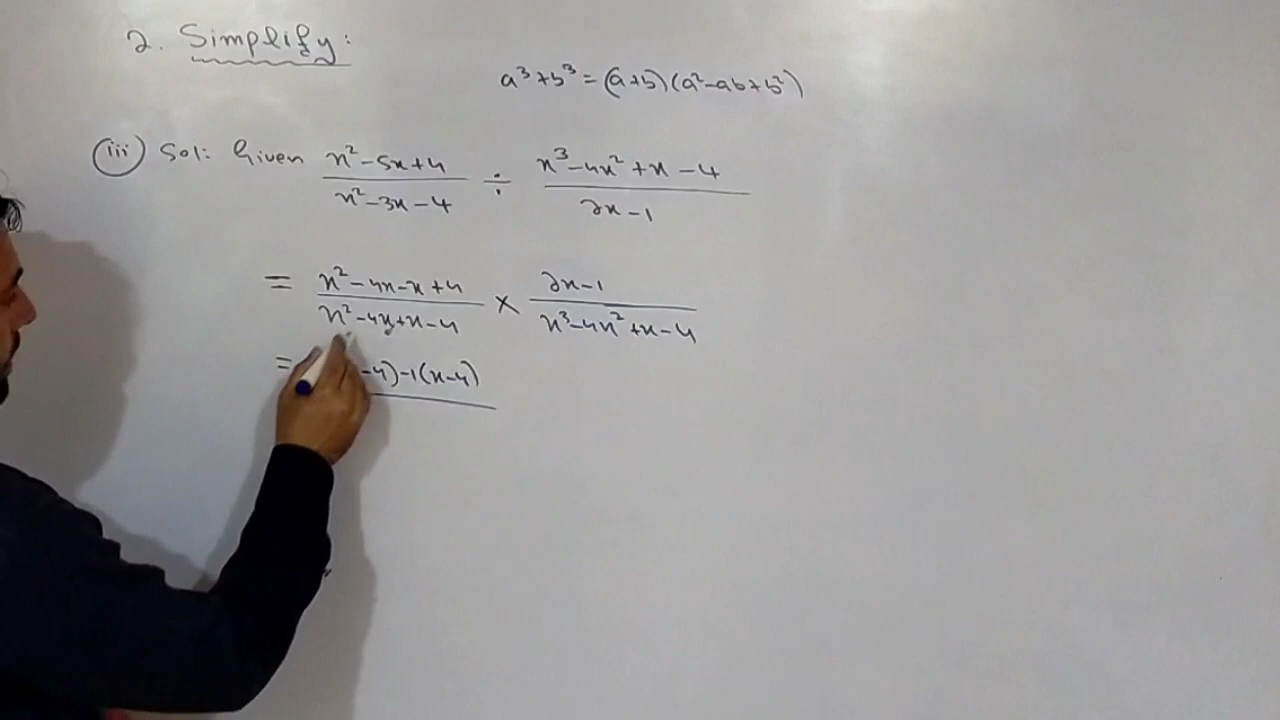 2. Simplify:
a³+b³=(a+b)(a²-ab+b²)
(iii) Sol: Given x²-5x+4 / x²-3x-4 ÷ x³-4x²+x-4 / 2x-1
= x²-4x-x+4 / x²-4x+x-4 × 2x-1 / x³-4x²+x-4
= -4)-1(x-4)